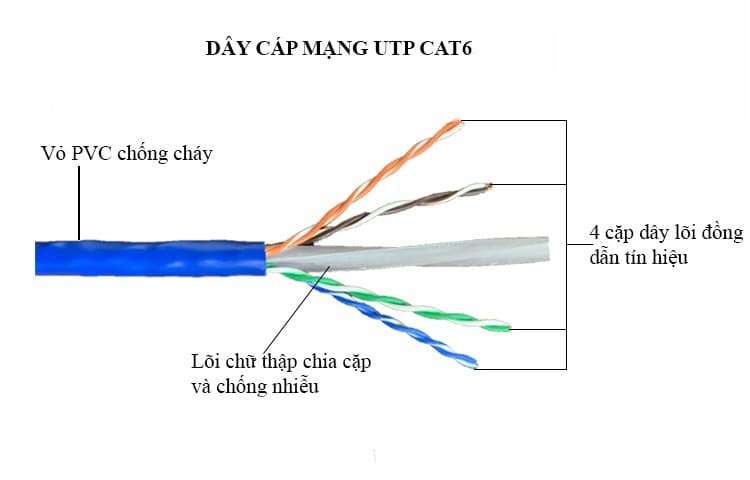 DÂY CÁP MẠNG UTP CAT6
Vỏ PVC chống cháy
4 cặp dây lõi đồng
dẫn tín hiệu
Lõi chữ thập chia cặp
và chống nhiễu